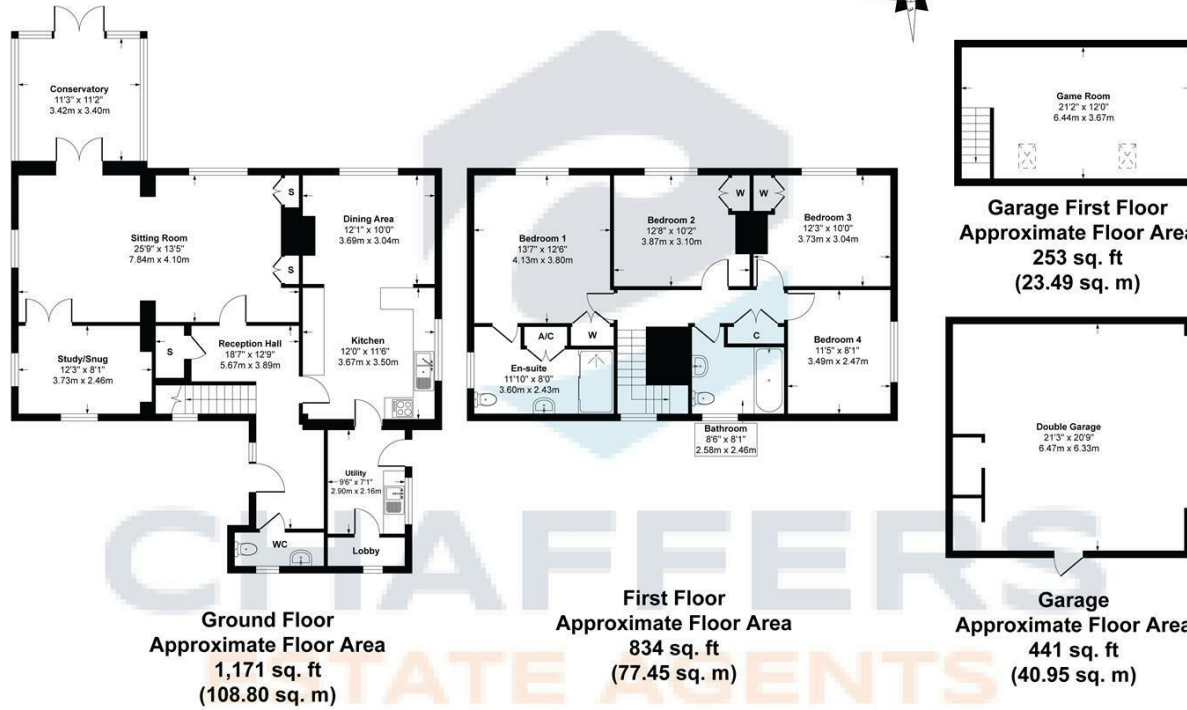 Conservatory
11'3" x 11'2"
3.42m x 3.40m
Sitting Room
25'9" x 13'5"
7.84m x 4.10m
S
S
Dining Area
12'1" x 10'0"
3.69m x 3.04m
Study/Snug
12'3" x 8'1"
3.73m x 2.46m
S
Reception Hall
18'7" x 12'9"
5.67m x 3.89m
Kitchen
12'0" x 11'6"
3.67m x 3.50m
Utility
9'6" x 7'1"
2.90m x 2.16m
WC
Lobby
Ground Floor
Approximate Floor Area
1,171 sq. ft
(108.80 sq. m)
Bedroom 1
13'7" x 12'6"
4.13m x 3.80m
Bedroom 2
12'8" x 10'2"
3.87m x 3.10m
W
W
Bedroom 3
12'3" x 10'0"
3.73m x 3.04m
A/C
W
C
En-suite
11'10" x 8'0"
3.60m x 2.43m
Bedroom 4
11'5" x 8'1"
3.49m x 2.47m
Bathroom
8'6" x 8'1"
2.58m x 2.46m
First Floor
Approximate Floor Area
834 sq. ft
(77.45 sq. m)
Game Room
21'2" x 12'0"
6.44m x 3.67m
Garage First Floor
Approximate Floor Area
253 sq. ft
(23.49 sq. m)
Double Garage
21'3" x 20'9"
6.47m x 6.33m
Garage
Approximate Floor Area
441 sq. ft
(40.95 sq. m)
CHAFFERS
ESTATE AGENTS